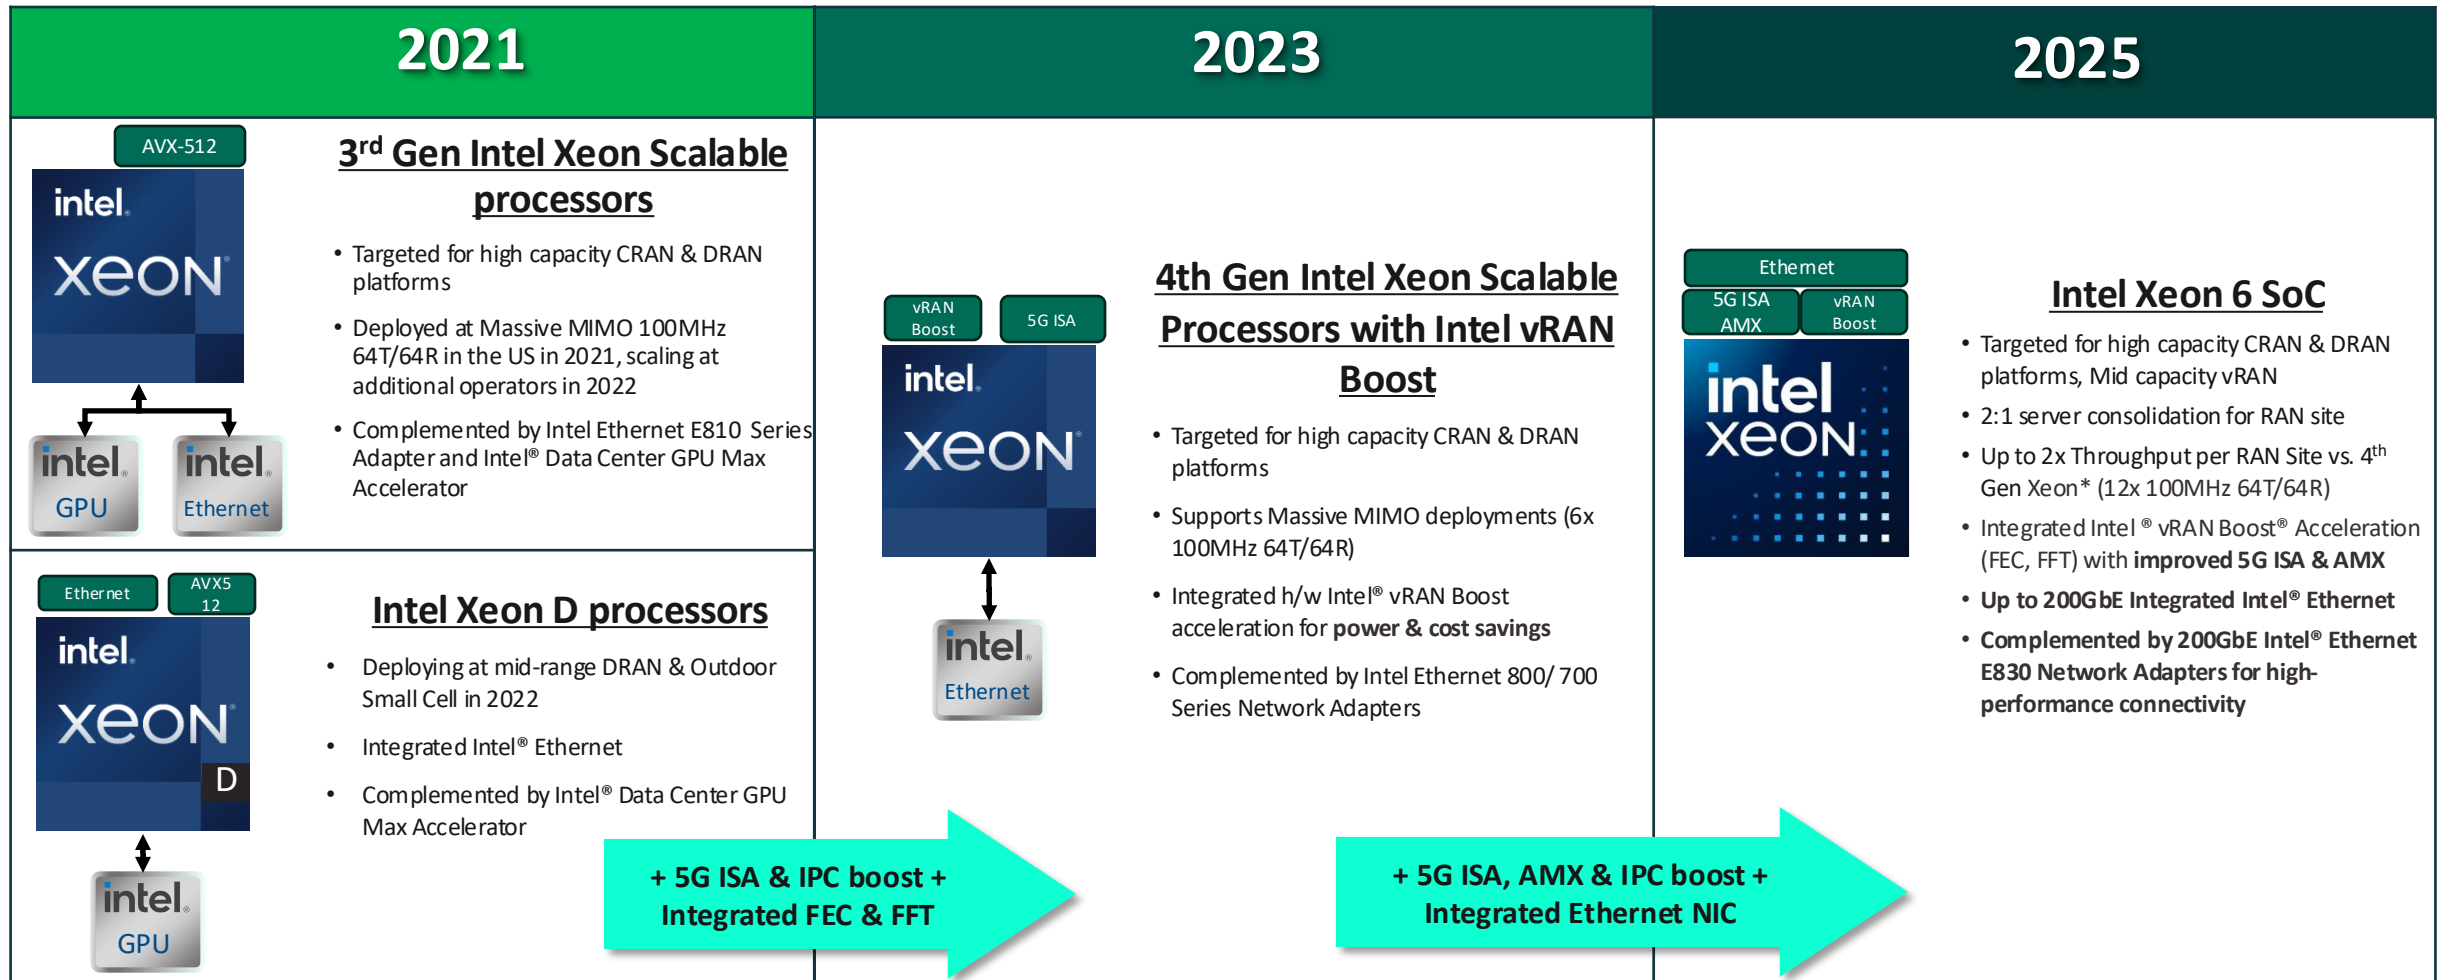 2021
2023
2025
AVX-512
intel.
xeon®
intel.
GPU
intel.
Ethernet
3rd Gen Intel Xeon Scalable
processors
• Targeted for high capacity CRAN & DRAN
platforms
• Deployed at Massive MIMO 100MHz
64T/64R in the US in 2021, scaling at
additional operators in 2022
• Complemented by Intel Ethernet E810 Series
Adapter and Intel® Data Center GPU Max
Accelerator
Ethernet
AVX5
12
intel.
xeon®
D
intel.
GPU
Intel Xeon D processors
• Deploying at mid-range DRAN & Outdoor
Small Cell in 2022
• Integrated Intel® Ethernet
• Complemented by Intel® Data Center GPU
Max Accelerator
+ 5G ISA & IPC boost +
Integrated FEC & FFT
vRAN
Boost
5G ISA
intel.
xeon®
intel.
Ethernet
4th Gen Intel Xeon Scalable
Processors with Intel vRAN
Boost
• Targeted for high capacity CRAN & DRAN
platforms
• Supports Massive MIMO deployments (6x
100MHz 64T/64R)
• Integrated h/w Intel® vRAN Boost
acceleration for power & cost savings
• Complemented by Intel Ethernet 800/ 700
Series Network Adapters
+ 5G ISA, AMX & IPC boost +
Integrated Ethernet NIC
Ethernet
5G ISA
AMX
vRAN
Boost
intel
xeon
Intel Xeon 6 SoC
• Targeted for high capacity CRAN & DRAN
platforms, Mid capacity vRAN
• 2:1 server consolidation for RAN site
• Up to 2x Throughput per RAN Site vs. 4th
Gen Xeon* (12x 100MHz 64T/64R)
• Integrated Intel ® vRAN Boost® Acceleration
(FEC, FFT) with improved 5G ISA & AMX
• Up to 200GbE Integrated Intel® Ethernet
• Complemented by 200GbE Intel® Ethernet
E830 Network Adapters for high-
performance connectivity